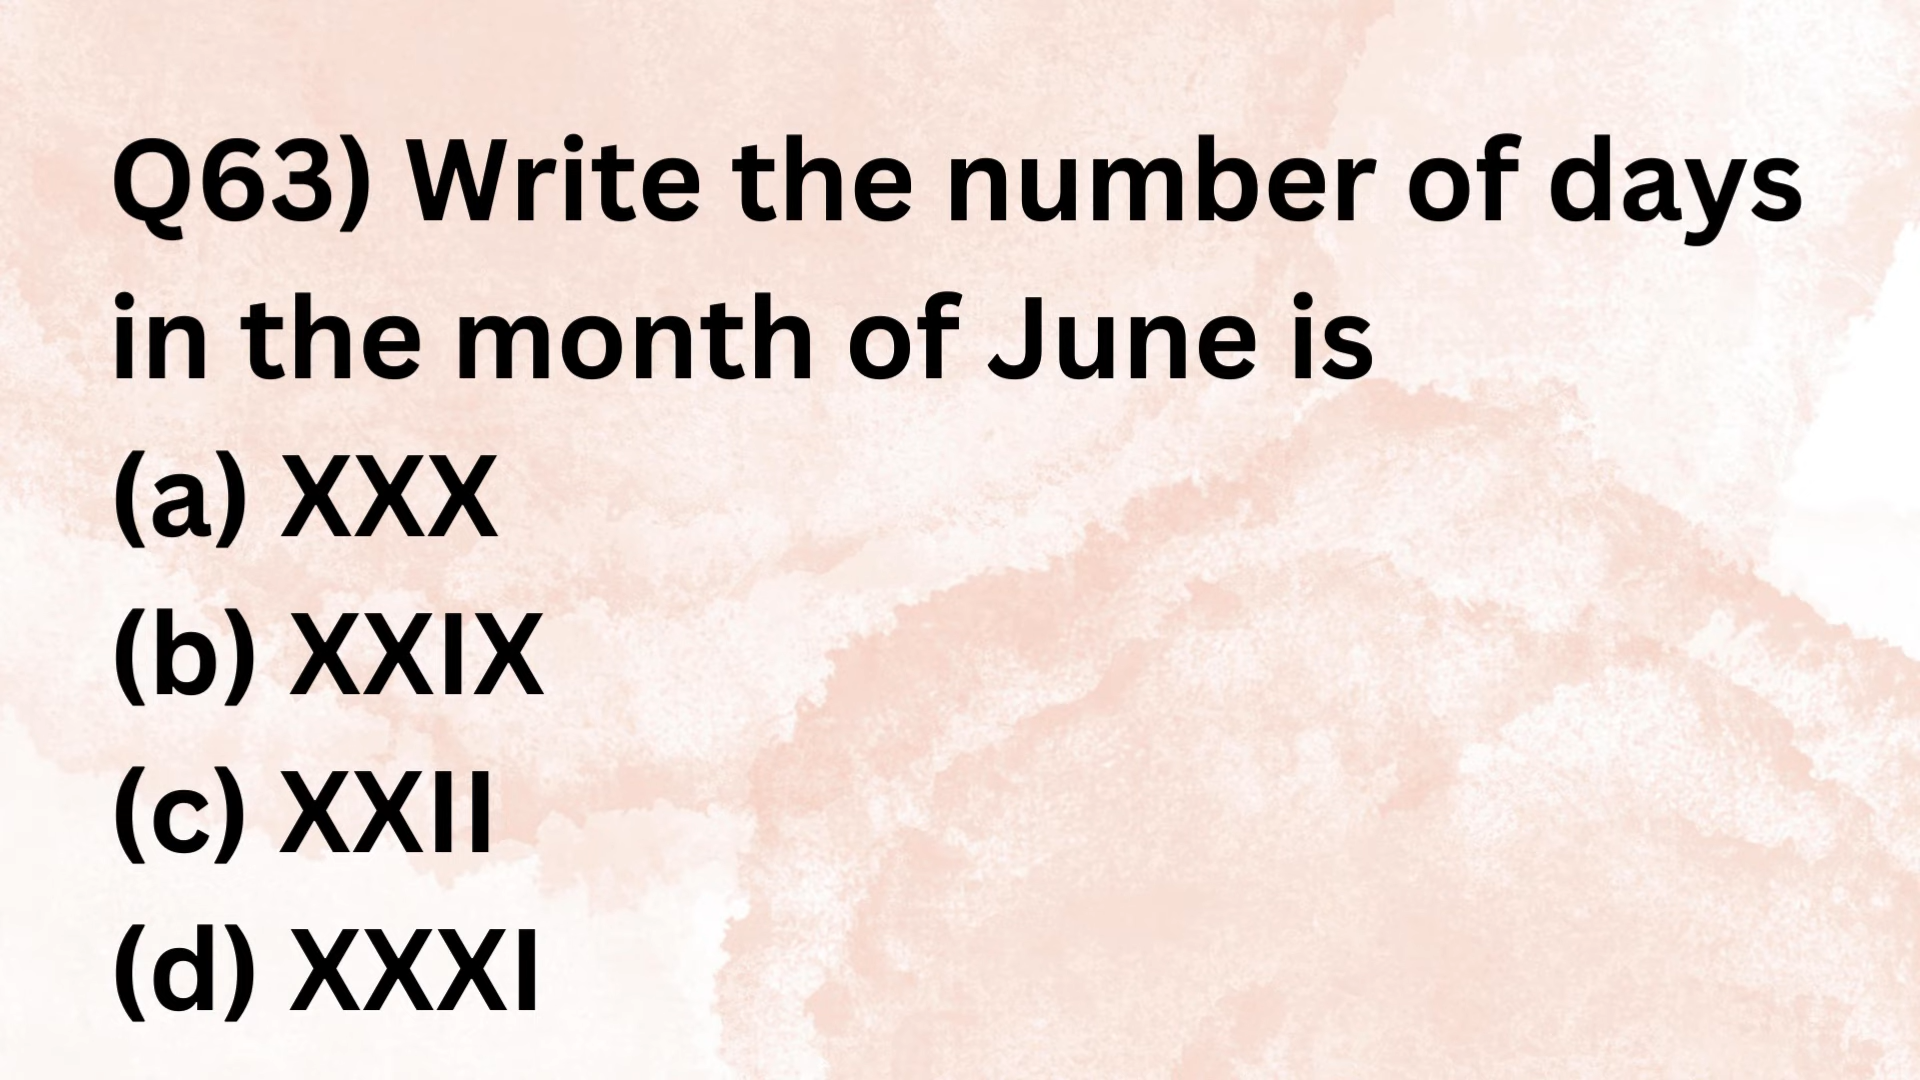 Q63) Write the number of days
in the month of June is
(a) XXX
(b) XXIX
(c) XXII
(d) XXXI